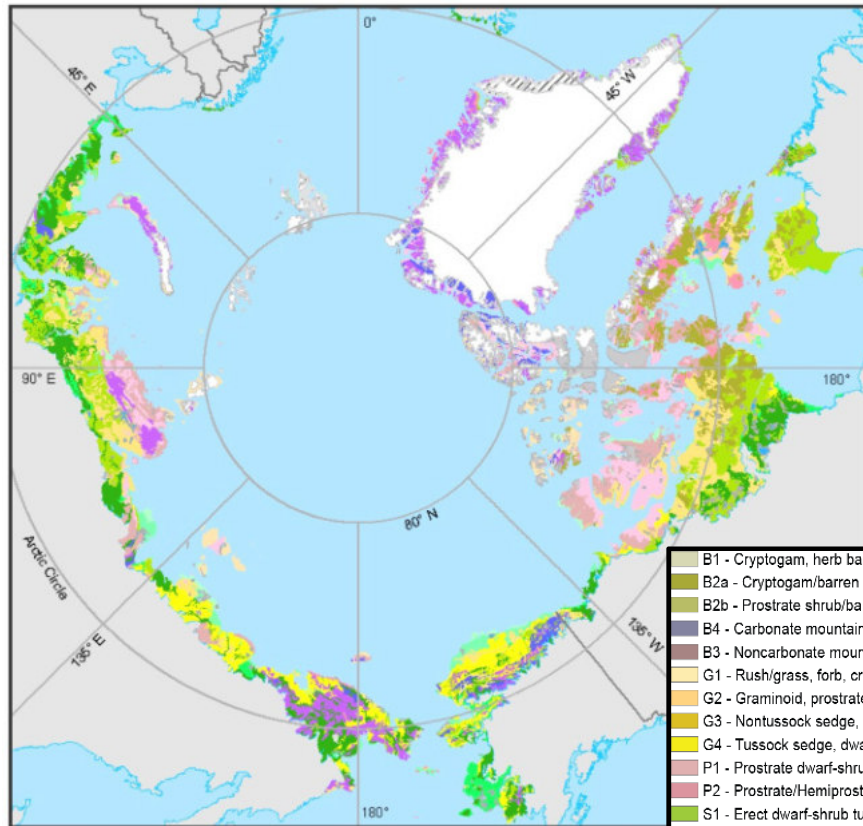 0°
45° E
45° W
90° E
180°
80° N
Arctic Circle
135° E
135° W
180°
B1 - Cryptogam, herb ba
B2a - Cryptogam/barren
B2b - Prostrate shrub/ba
B4 - Carbonate mountain
B3 - Noncarbonate moun
G1 - Rush/grass, forb, cr
G2 - Graminoid, prostrate
G3 - Nontussock sedge,
G4 - Tussock sedge, dwa
P1 - Prostrate dwarf-shru
P2 - Prostrate/Hemiprost
S1 - Erect dwarf-shrub tu